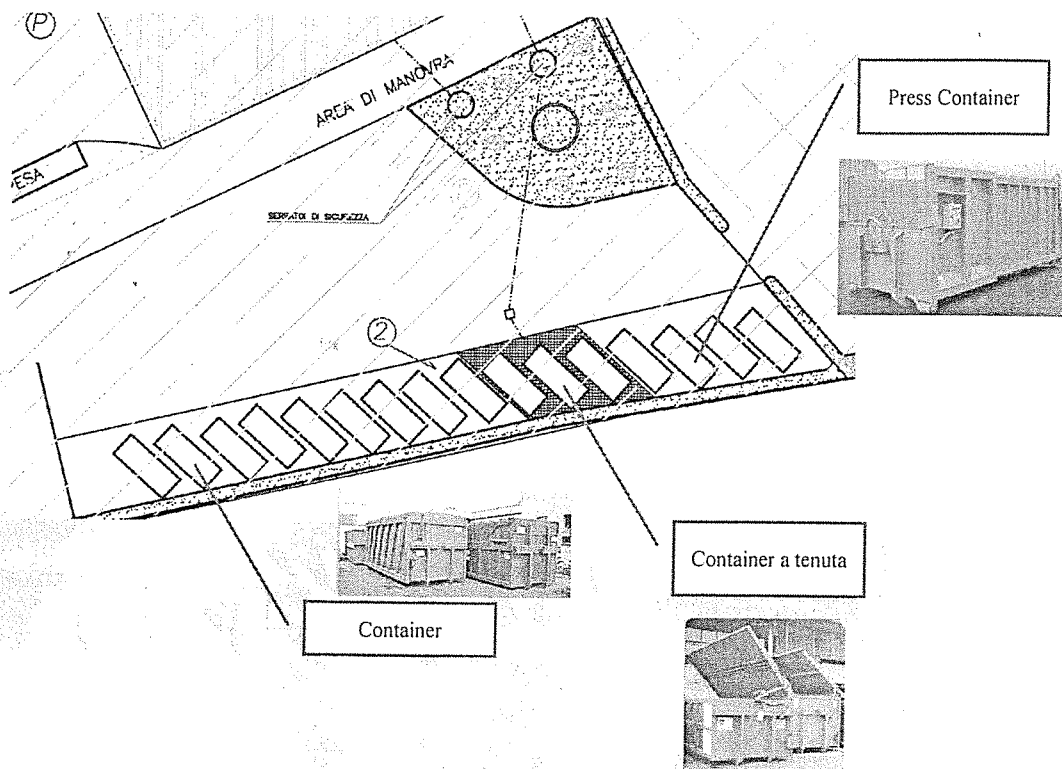 P
AREA DI MANOVRA
Press Container
PESA
SERBATOI DI SICUREZZA
2
Container a tenuta
Container